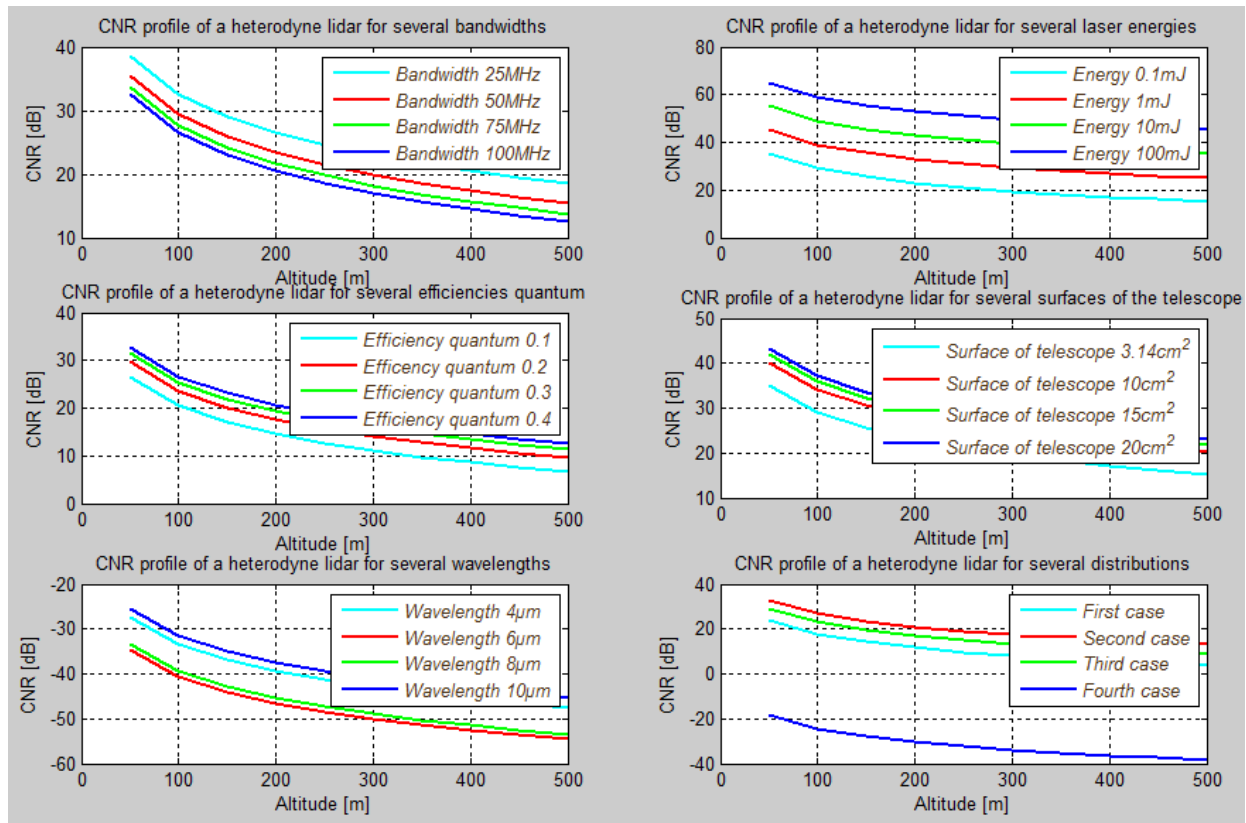 CNR profile of a heterodyne lidar for several bandwidths
40
30
20
10
CNR [dB]
Bandwidth 25MHz
Bandwidth 50MHz
Bandwidth 75MHz
Bandwidth 100MHz
0 100 200 300 400 500
Altitude [m]
CNR profile of a heterodyne lidar for several laser energies
80
60
40
20
0
CNR [dB]
Energy 0.1mJ
Energy 1mJ
Energy 10mJ
Energy 100mJ
0 100 200 300 400 500
Altitude [m]
CNR profile of a heterodyne lidar for several efficiencies quantum
40
30
20
10
0
CNR [dB]
Efficiency quantum 0.1
Efficency quantum 0.2
Efficiency quantum 0.3
Efficiency quantum 0.4
0 100 200 300 400 500
Altitude [m]
CNR profile of a heterodyne lidar for several surfaces of the telescope
50
40
30
20
10
CNR [dB]
Surface of telescope 3.14cm²
Surface of telescope 10cm²
Surface of telescope 15cm²
Surface of telescope 20cm²
0 100 200 300 400 500
Altitude [m]
CNR profile of a heterodyne lidar for several wavelengths
-20
-30
-40
-50
-60
CNR [dB]
Wavelength 4µm
Wavelength 6µm
Wavelength 8µm
Wavelength 10µm
0 100 200 300 400 500
Altitude [m]
CNR profile of a heterodyne lidar for several distributions
40
20
0
-20
-40
CNR [dB]
First case
Second case
Third case
Fourth case
0 100 200 300 400 500
Altitude [m]